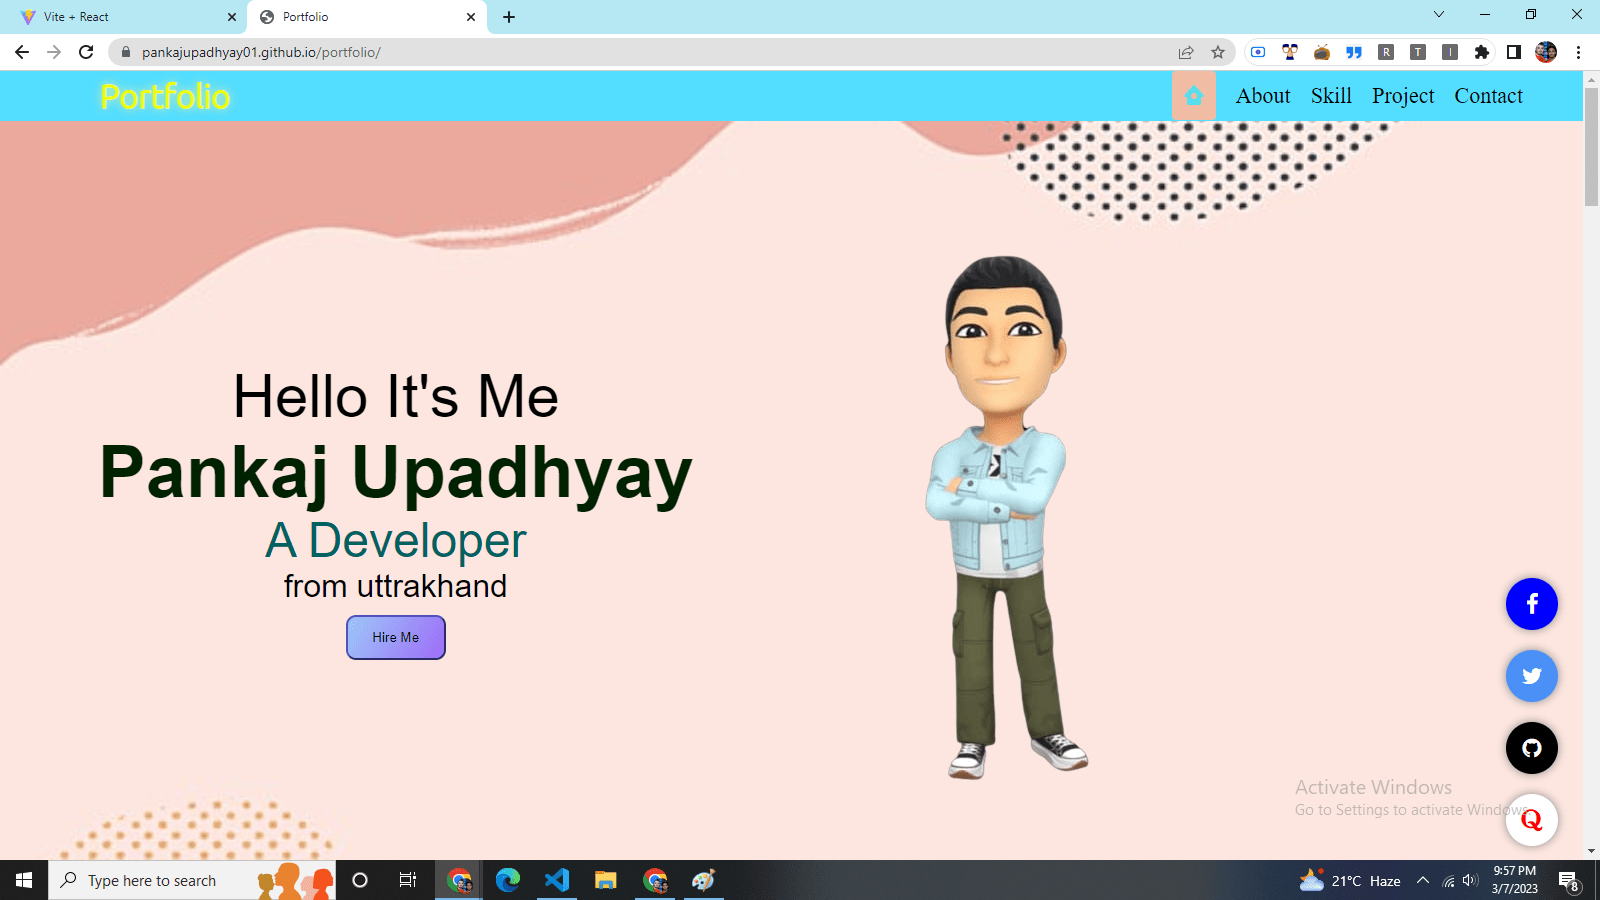 Vite + React
Portfolio
pankajupadhyay01.github.io/portfolio/
R T I
Portfolio
About Skill Project Contact
Hello It's Me
Pankaj Upadhyay
A Developer
from uttrakhand
Hire Me
Activate Windows
Go to Settings to activate Windows.
Q
Type here to search
21°C Haze
9:57 PM
3/7/2023
8